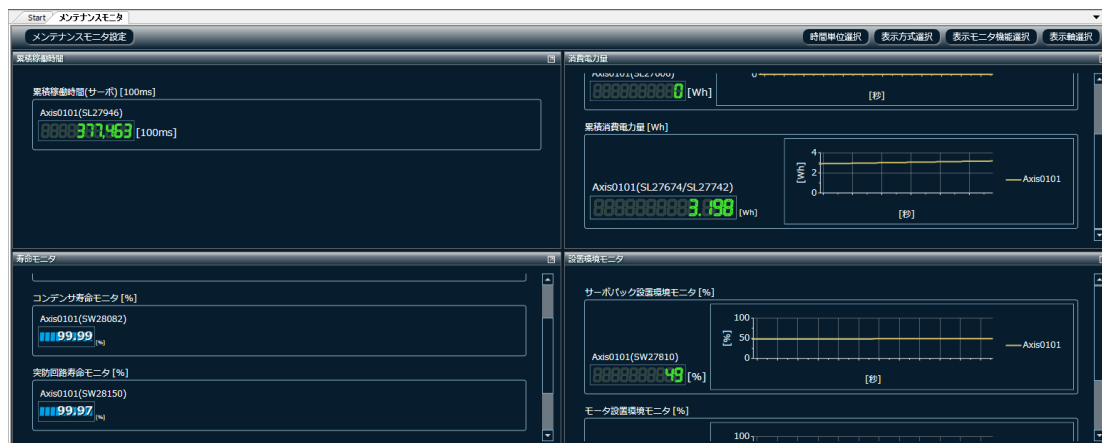 Start メンテナンスモニタ
メンテナンスモニタ設定 時間単位選択 表示方式選択 表示モニタ機能選択 表示軸選択
累積稼働時間
累積稼働時間(サーボ) [100ms]
Axis0101(SL27946)
377,463 [100ms]
消費電力量
0 [Wh]
0
[秒]
累積消費電力量 [Wh]
Axis0101(SL27674/SL27742)
3.198 [Wh]
[Wh]
4
2
0
[秒]
Axis0101
寿命モニタ
コンデンサ寿命モニタ [%]
Axis0101(SW28082)
99.99 [%]
突防回路寿命モニタ [%]
Axis0101(SW28150)
99.97 [%]
設置環境モニタ
サーボパック設置環境モニタ [%]
Axis0101(SW27810)
49 [%]
[%]
100
50
0
[秒]
Axis0101
モータ設置環境モニタ [%]
100